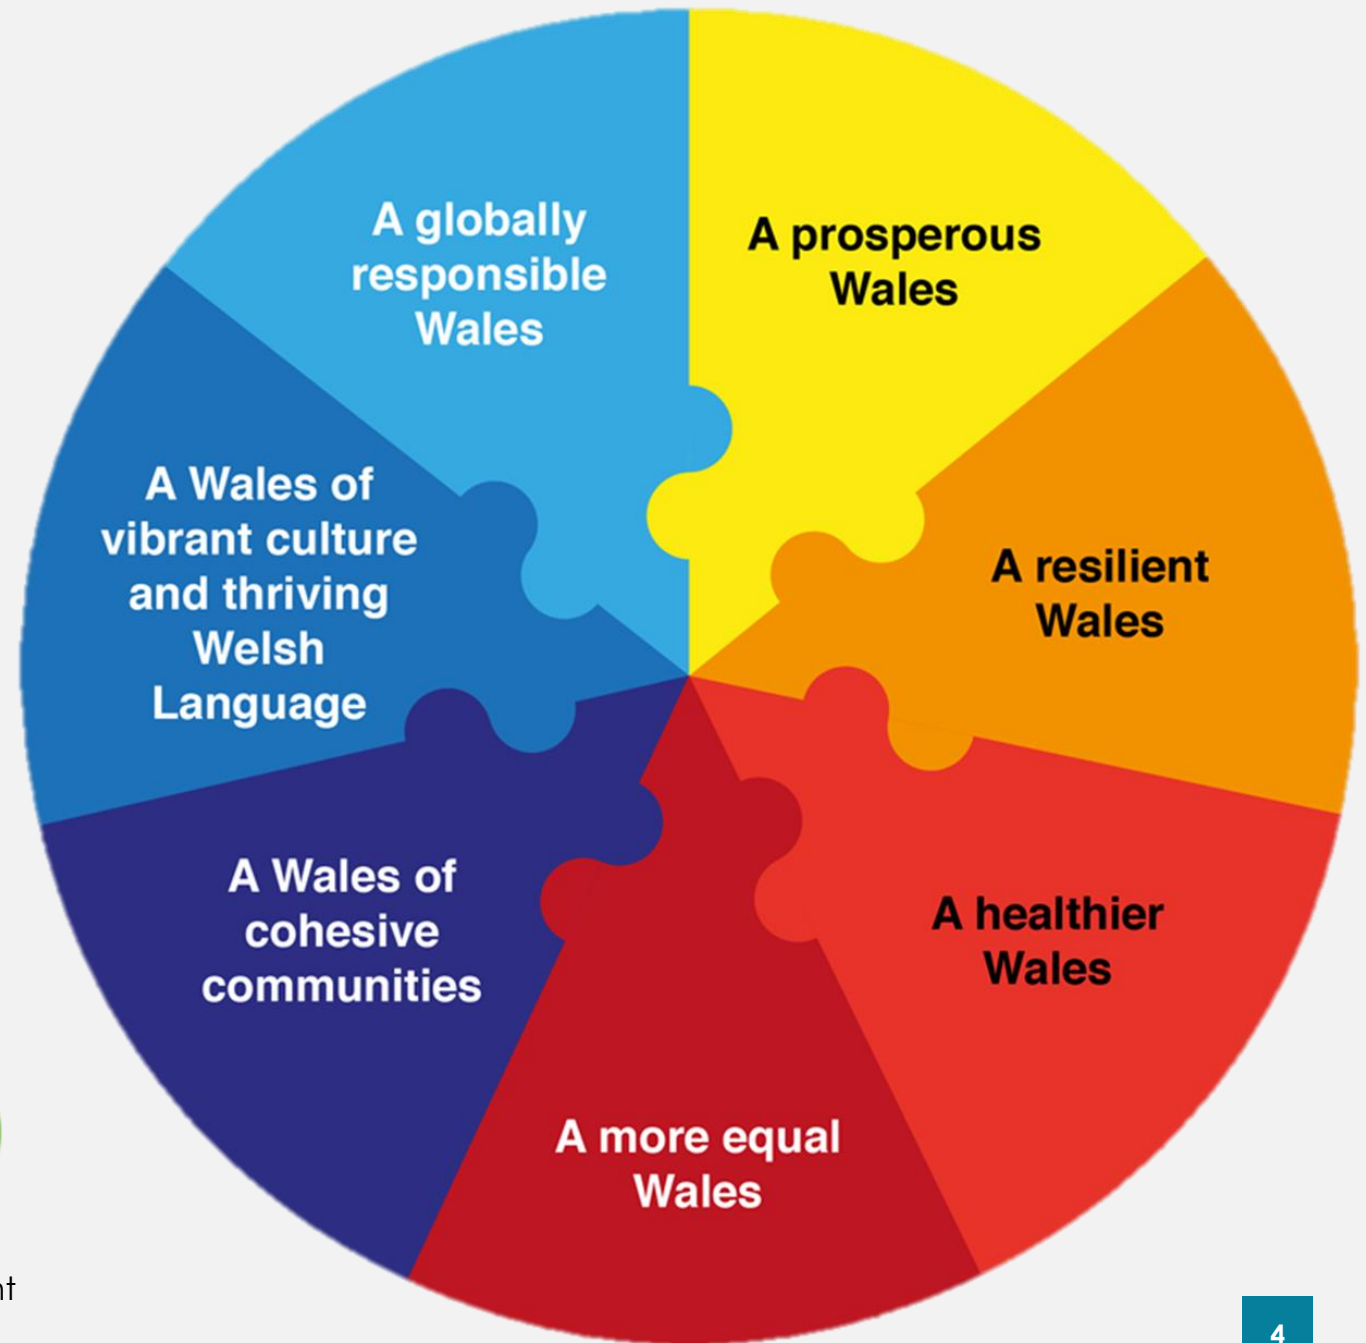 A globally
responsible
Wales
A prosperous
Wales
A Wales of
vibrant culture
and thriving
Welsh
Language
A resilient
Wales
A Wales of
cohesive
communities
A healthier
Wales
A more equal
Wales
4